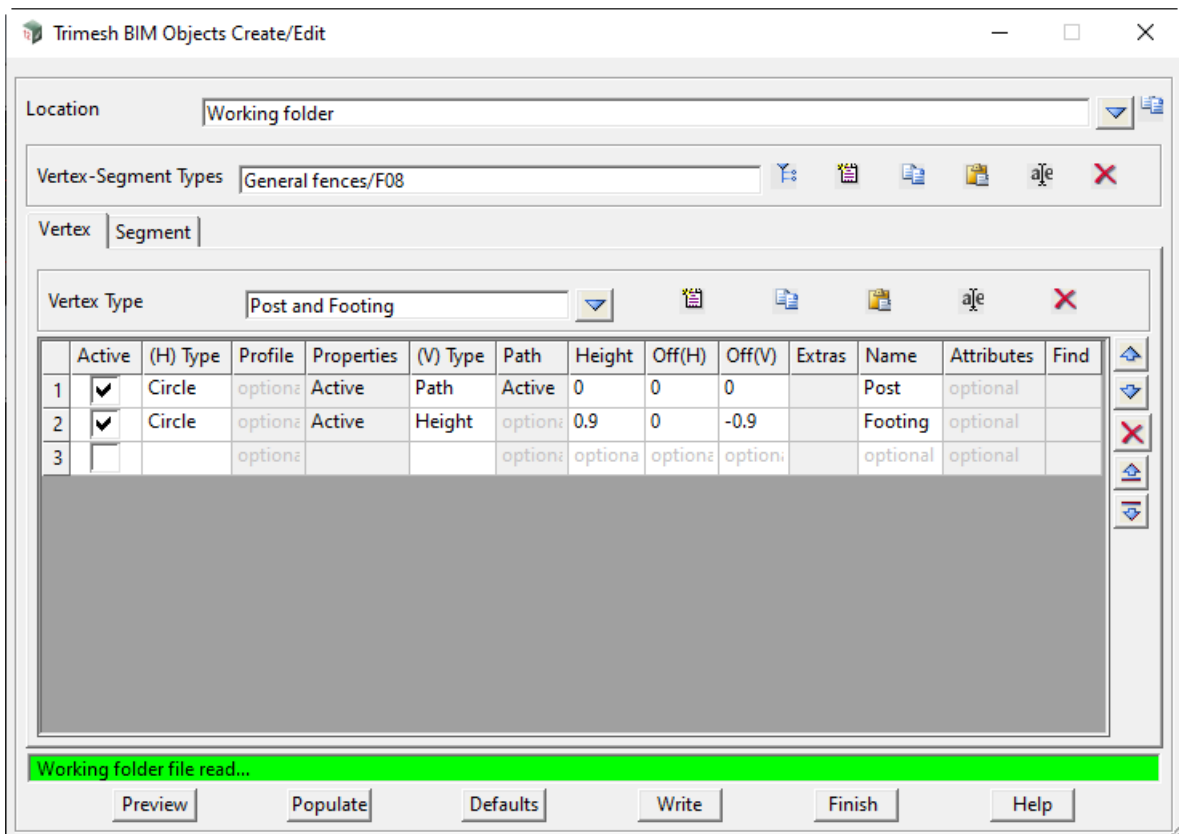 Trimesh BIM Objects Create/Edit
Location Working folder
Vertex-Segment Types General fences/F08
Vertex Segment
Vertex Type Post and Footing
Active (H) Type Profile Properties (V) Type Path Height Off(H) Off(V) Extras Name Attributes Find
1 Circle optiona Active Path Active 0 0 0 Post optional
2 Circle optiona Active Height optiona 0.9 0 -0.9 Footing optional
3 optiona optiona optiona optiona option optional optional
Working folder file read...
Preview Populate Defaults Write Finish Help